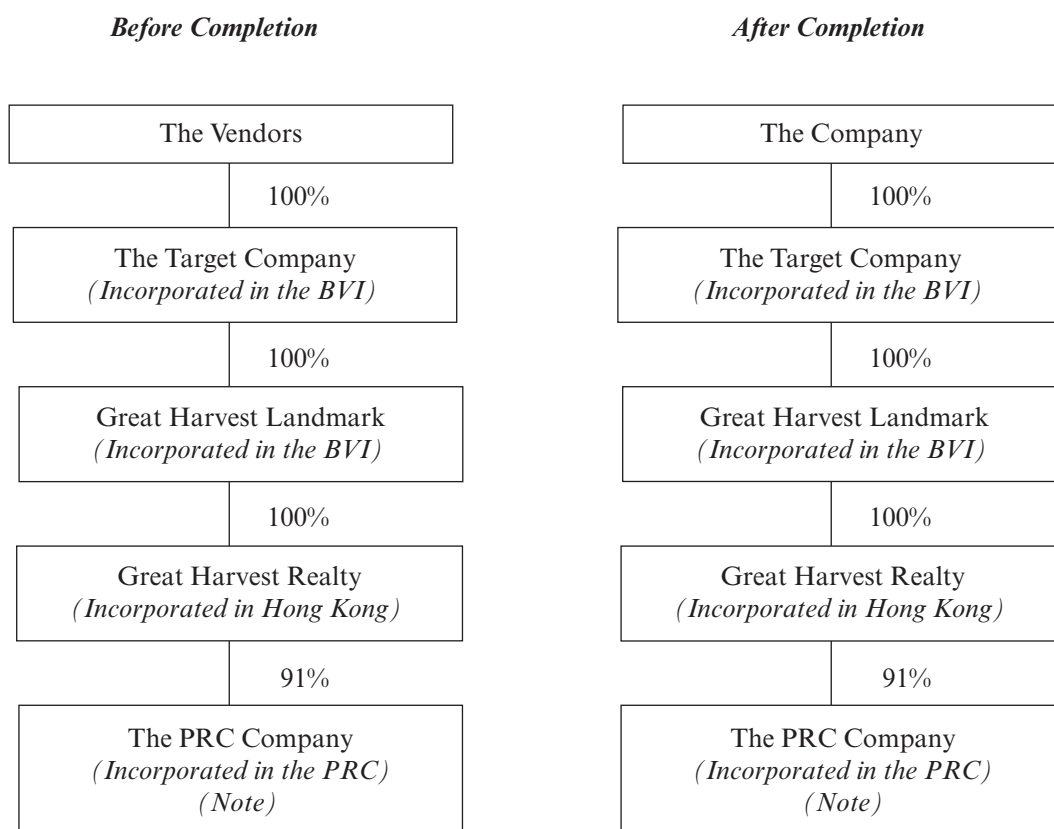 Before Completion
The Vendors
100%
The Target Company
(Incorporated in the BVI)
100%
Great Harvest Landmark
(Incorporated in the BVI)
100%
Great Harvest Realty
(Incorporated in Hong Kong)
91%
The PRC Company
(Incorporated in the PRC)
(Note)
After Completion
The Company
100%
The Target Company
(Incorporated in the BVI)
100%
Great Harvest Landmark
(Incorporated in the BVI)
100%
Great Harvest Realty
(Incorporated in Hong Kong)
91%
The PRC Company
(Incorporated in the PRC)
(Note)